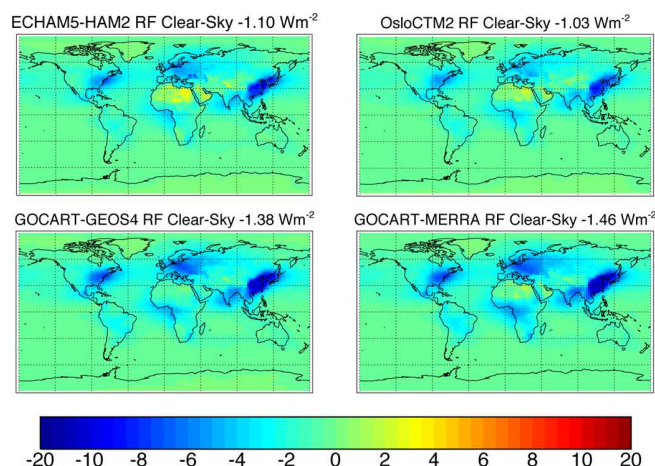 ECHAM5-HAM2 RF Clear-Sky -1.10 Wm-2
OsloCTM2 RF Clear-Sky -1.03 Wm-2
GOCART-GEOS4 RF Clear-Sky -1.38 Wm-2
GOCART-MERRA RF Clear-Sky -1.46 Wm-2
-20 -10 -8 -6 -4 -2 0 2 4 6 8 10 20